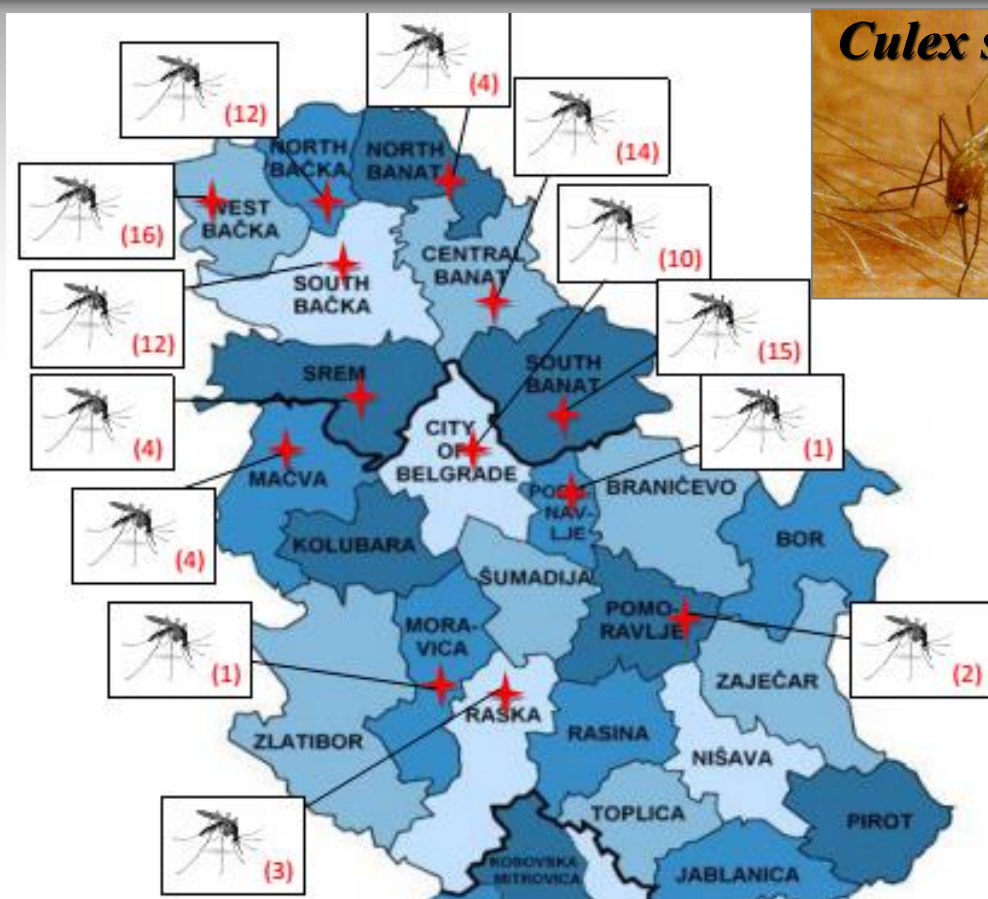 Culex s
(4)
(12)
(14)
NORTH
BAČKA
NORTH
BANAT
(16)
WEST
BAČKA
(10)
CENTRAL
BANAT
SOUTH
BAČKA
(12)
(15)
SOUTH
BANAT
SREM
(4)
(1)
CITY
OF
BELGRADE
MAČVA
BRANIČEVO
NAV-
LJE
(4)
KOLUBARA
BOR
ŠUMADIJA
POMO-
RAVLJE
MORA-
VICA
(1)
(2)
ZAJEČAR
RAŠKA
ZLATIBOR
RASINA
NIŠAVA
TOPLICA
PIROT
(3)
KOSOVSKA
MITROVICA
JABLANICA